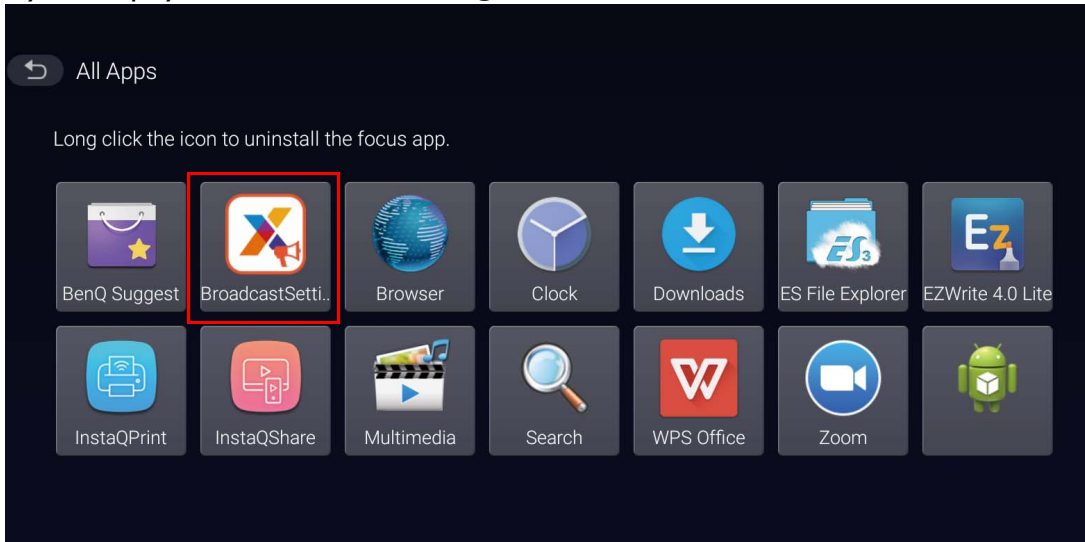 All Apps
Long click the icon to uninstall the focus app.
BenQ Suggest
BroadcastSetti..
Browser
Clock
Downloads
ES File Explorer
EZWrite 4.0 Lite
InstaQPrint
InstaQShare
Multimedia
Search
WPS Office
Zoom